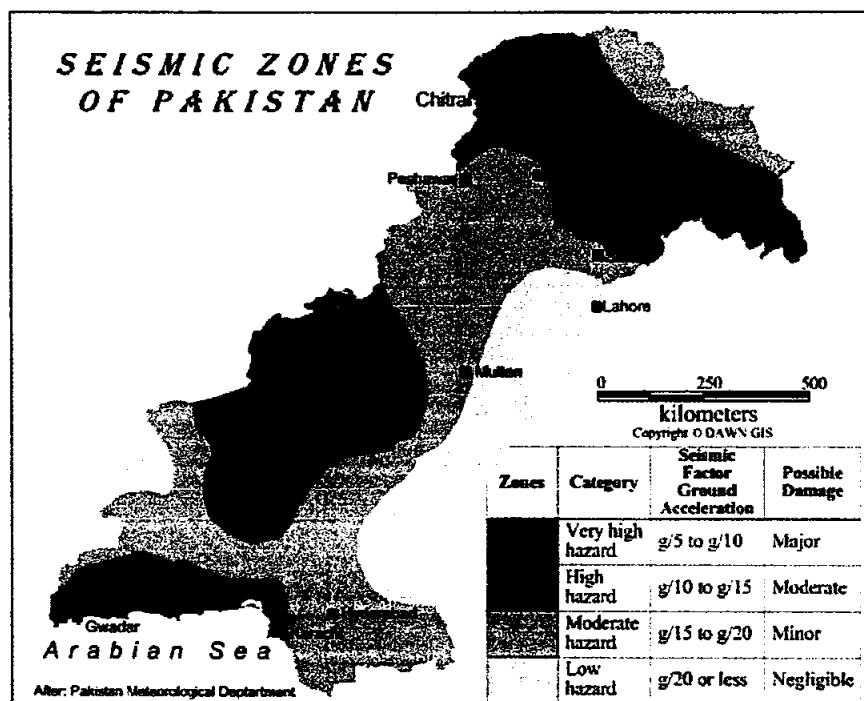 SEISMIC ZONES
OF PAKISTAN
Chitral
Peshawar
Lahore
Multan
0 250 500
kilometers
Copyright © DAWN GIS
Zones Category Seismic Factor Ground Acceleration Possible Damage
Very high hazard g/5 to g/10 Major
High hazard g/10 to g/15 Moderate
Moderate hazard g/15 to g/20 Minor
Low hazard g/20 or less Negligible
Gwadar
Arabian Sea
After: Pakistan Meteorological Deptartment